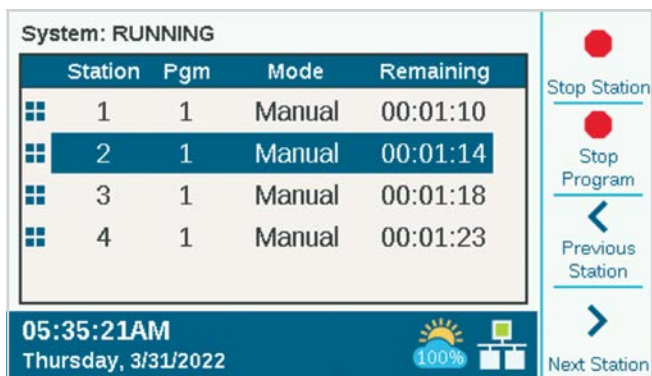 System: RUNNING
Station Pgm Mode Remaining
1 1 Manual 00:01:10
2 1 Manual 00:01:14
3 1 Manual 00:01:18
4 1 Manual 00:01:23
05:35:21AM
Thursday, 3/31/2022
100%
Stop Station
Stop
Program
Previous
Station
Next Station